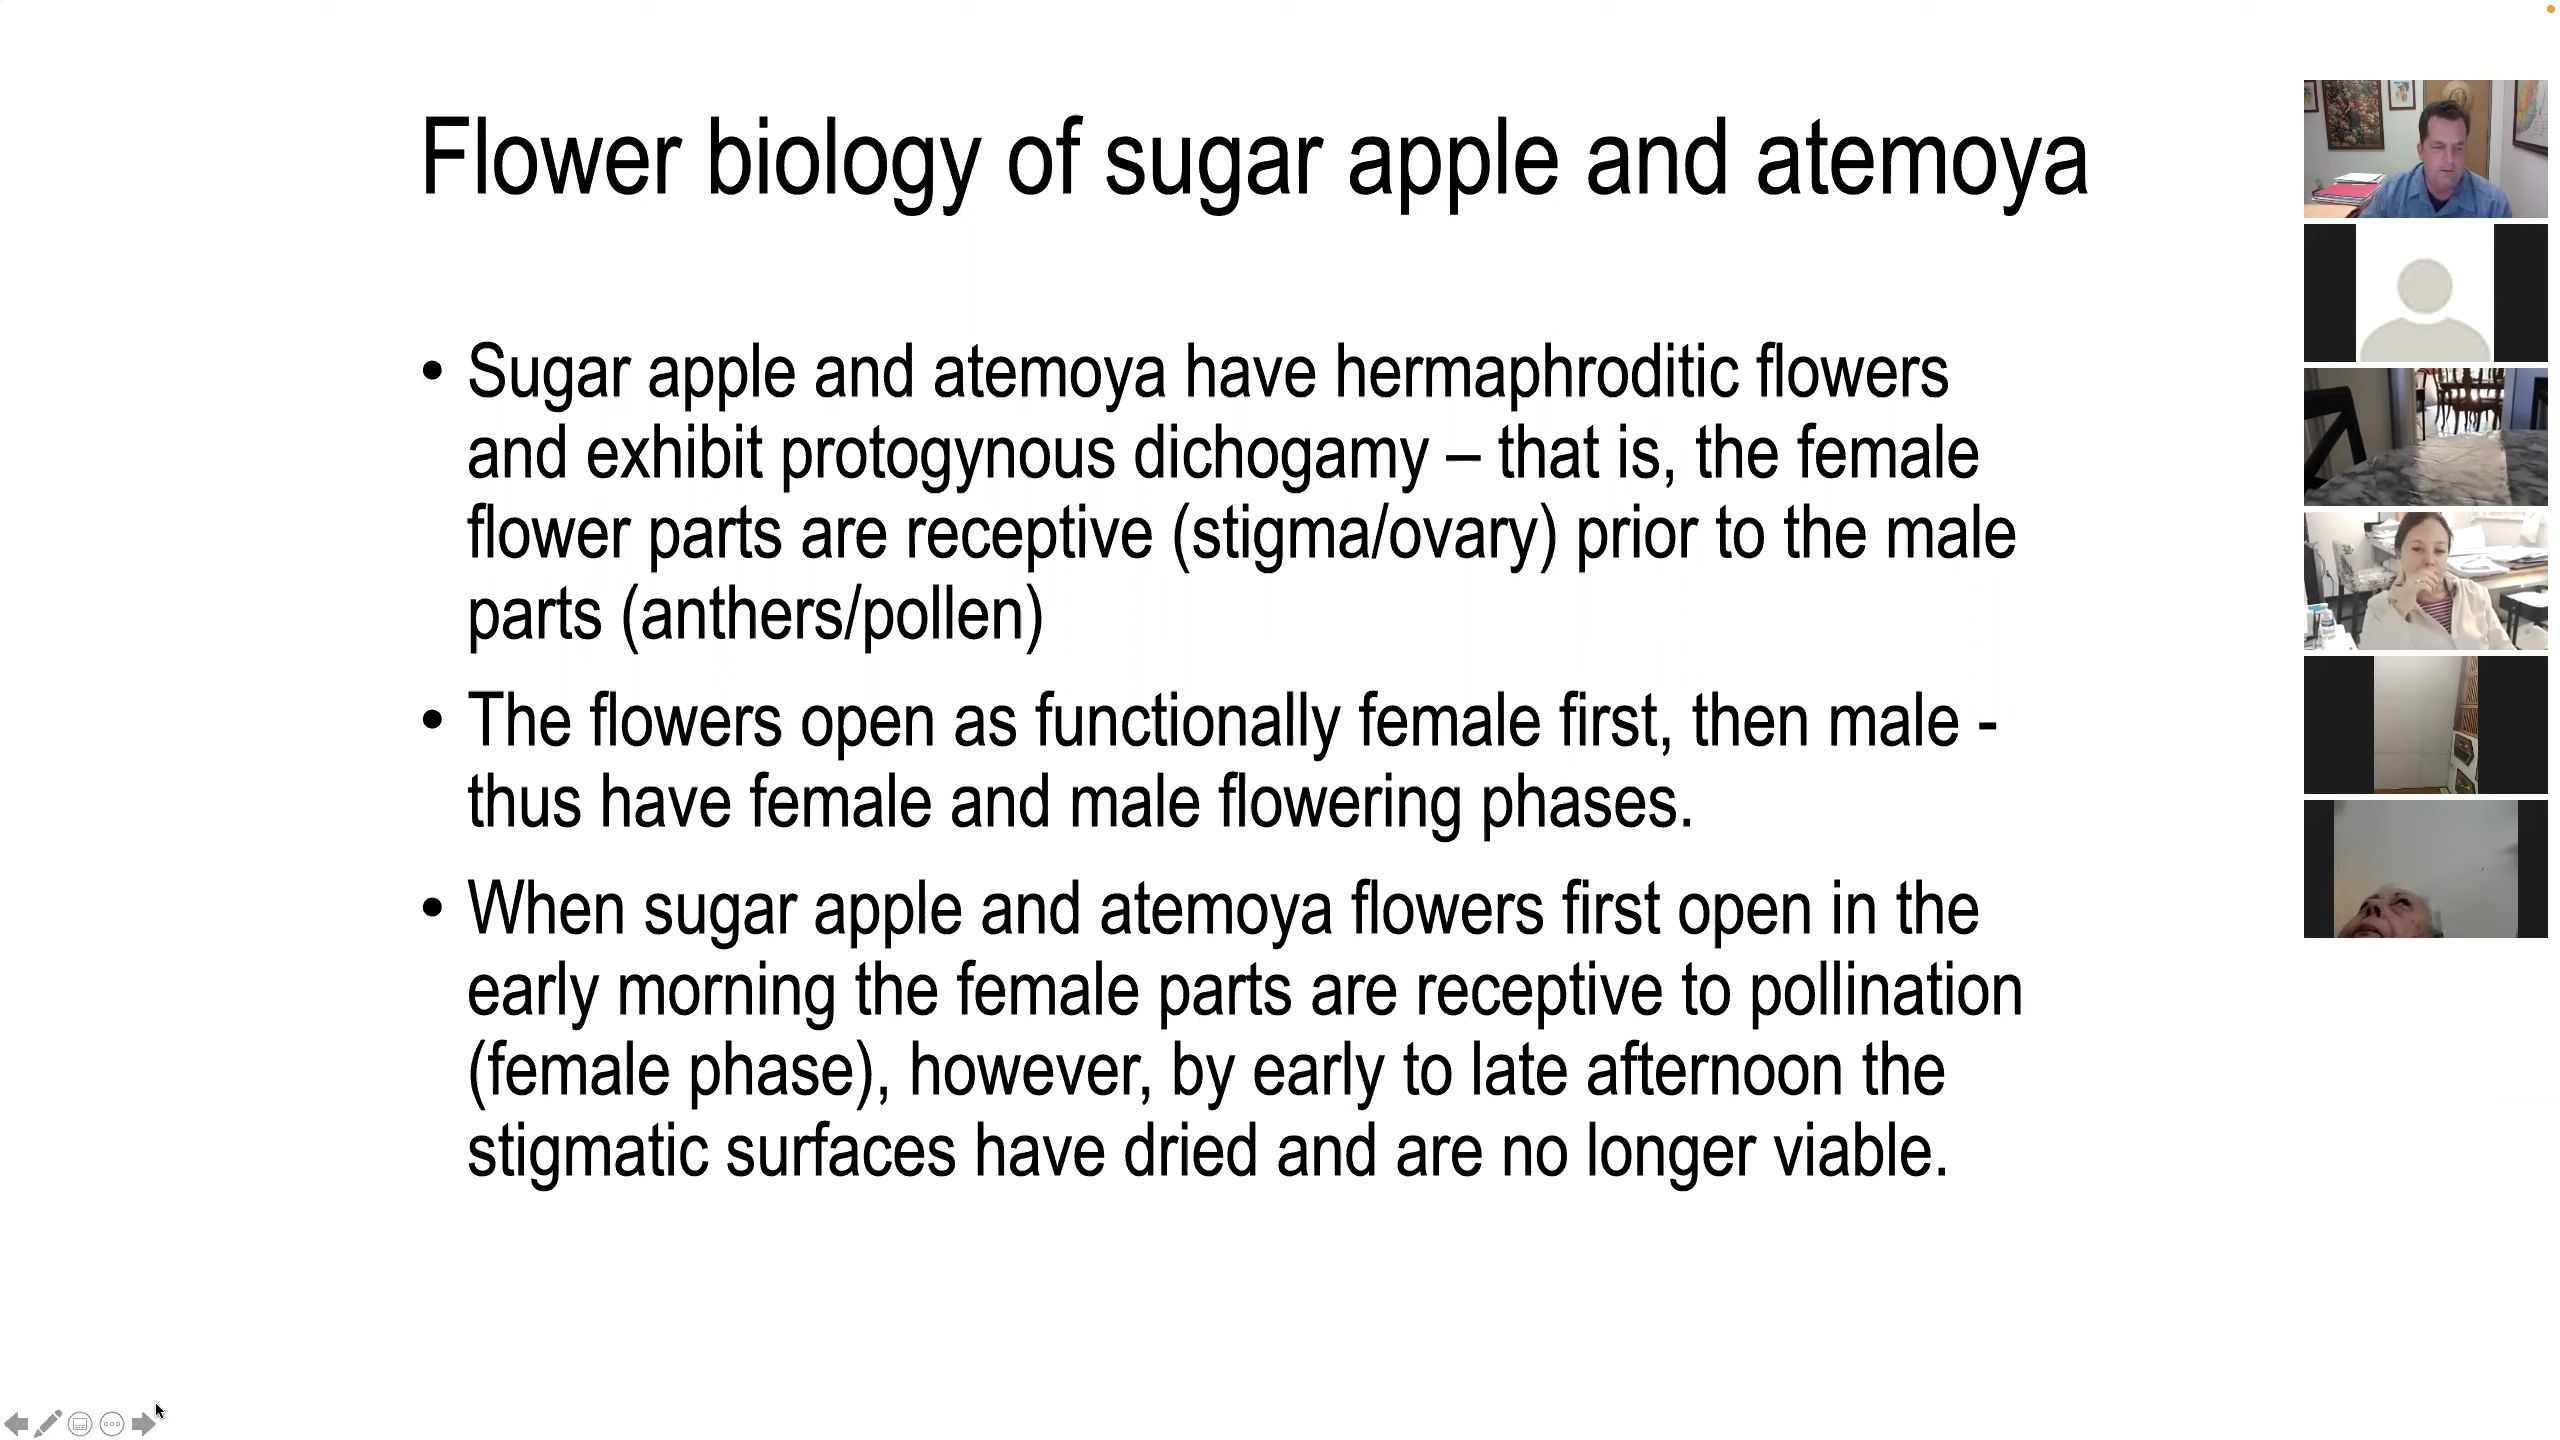 Flower biology of sugar apple and atemoya
• Sugar apple and atemoya have hermaphroditic flowers
and exhibit protogynous dichogamy – that is, the female
flower parts are receptive (stigma/ovary) prior to the male
parts (anthers/pollen)
• The flowers open as functionally female first, then male -
thus have female and male flowering phases.
• When sugar apple and atemoya flowers first open in the
early morning the female parts are receptive to pollination
(female phase), however, by early to late afternoon the
stigmatic surfaces have dried and are no longer viable.